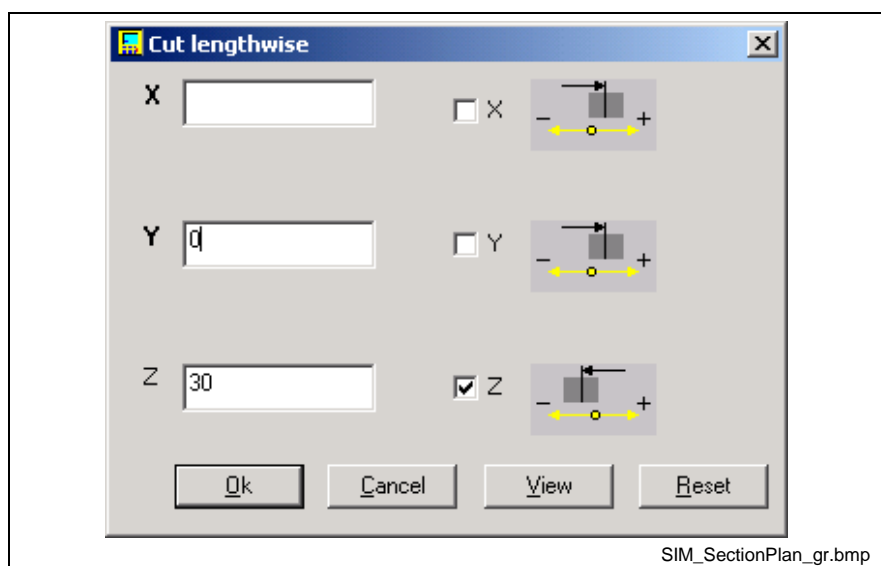 Cut lengthwise
X X - +
Y 0 Y - +
Z 30 Z - +
Ok Cancel View Reset
SIM_SectionPlan_gr.bmp